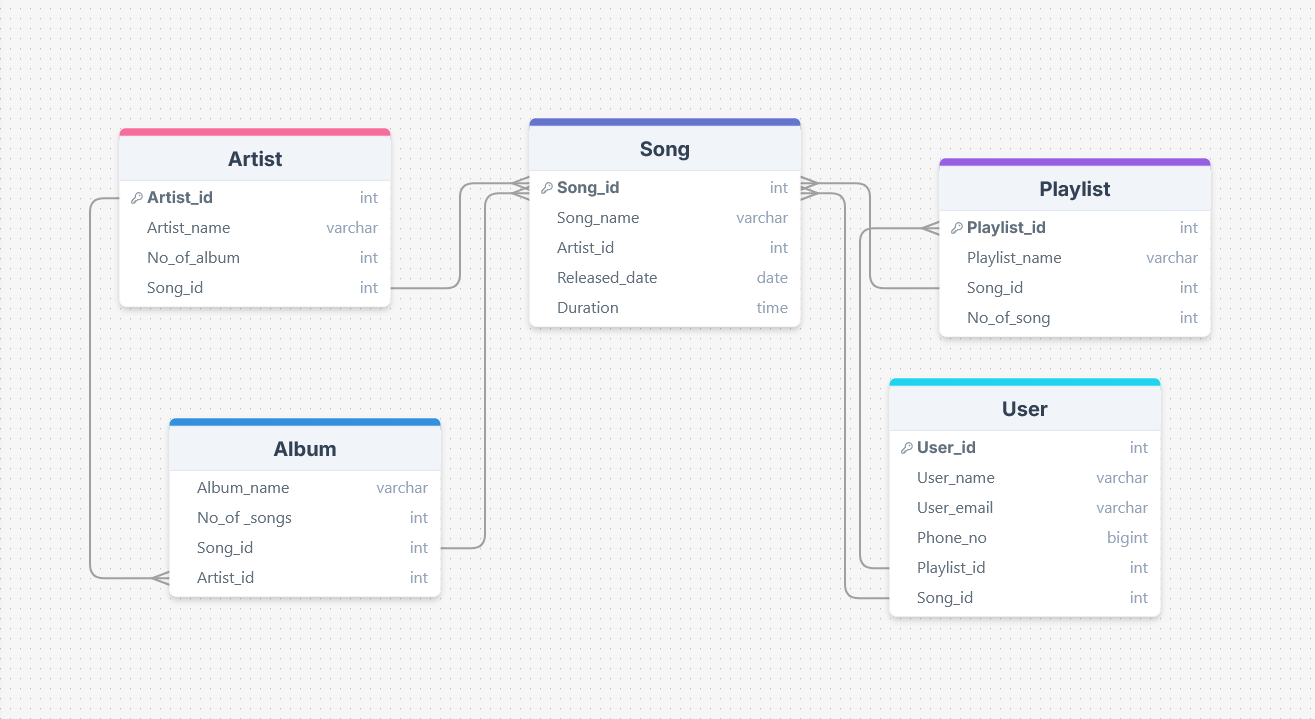 Artist
Artist_id int
Artist_name varchar
No_of_album int
Song_id int
Song
Song_id int
Song_name varchar
Artist_id int
Released_date date
Duration time
Playlist
Playlist_id int
Playlist_name varchar
Song_id int
No_of_song int
Album
Album_name varchar
No_of _songs int
Song_id int
Artist_id int
User
User_id int
User_name varchar
User_email varchar
Phone_no bigint
Playlist_id int
Song_id int